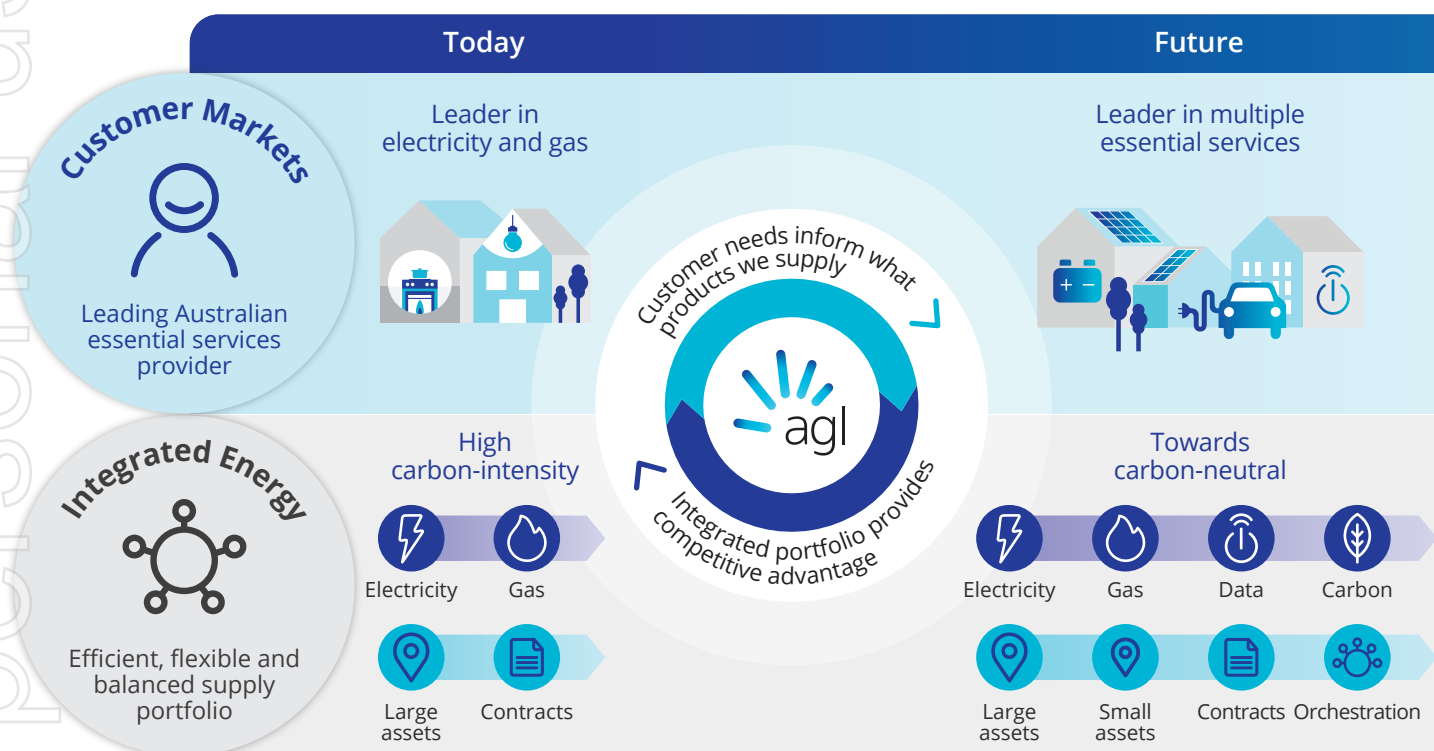 Today
Future
Customer Markets
Leading Australian
essential services
provider
Leader in
electricity and gas
Leader in multiple
essential services
Customer needs inform what
products we supply
agl
Integrated portfolio provides
competitive advantage
Integrated Energy
Efficient, flexible and
balanced supply
portfolio
High
carbon-intensity
Electricity
Gas
Large
assets
Contracts
Towards
carbon-neutral
Electricity
Gas
Data
Carbon
Large
assets
Small
assets
Contracts
Orchestration
personal